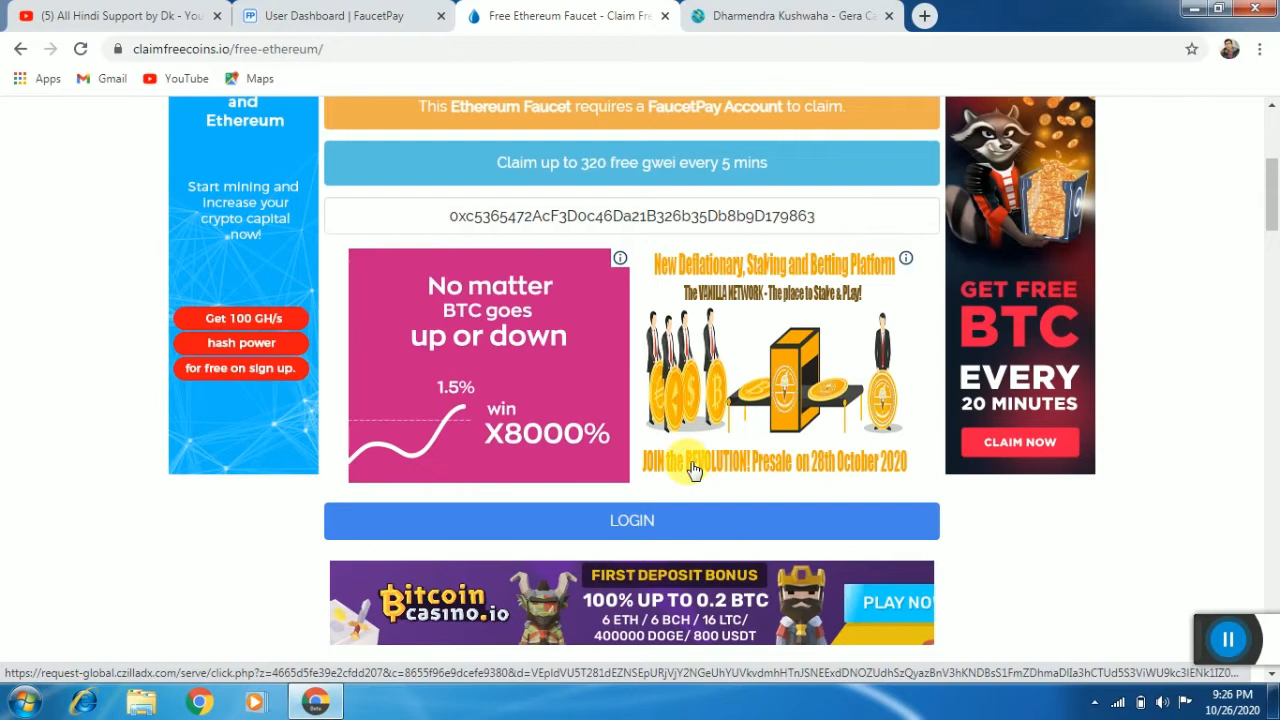 (5) All Hindi Support by Dk - You
User Dashboard | FaucetPay
Free Ethereum Faucet - Claim Fre
Dharmendra Kushwaha - Gera Ca
claimfreecoins.io/free-ethereum/
Apps
Gmail
YouTube
Maps
and
Ethereum
Start mining and
increase your
crypto capital
now!
Get 100 GH/s
hash power
for free on sign up.
This Ethereum Faucet requires a FaucetPay Account to claim.
Claim up to 320 free gwei every 5 mins
0xc5365472AcF3D0c46Da21B326b35Db8b9D179863
No matter
BTC goes
up or down
1.5%
win
X8000%
New Deflationary, Staking and Betting Platform
The VANILLA NETWORK - The place to Stake & PLay!
JOIN the REVOLUTION! Presale on 28th October 2020
GET FREE
BTC
EVERY
20 MINUTES
CLAIM NOW
LOGIN
bitcoin
casino.io
FIRST DEPOSIT BONUS
100% UP TO 0.2 BTC
6 ETH / 6 BCH / 16 LTC/
400000 DOGE/ 800 USDT
PLAY NO
9:26 PM
10/26/2020